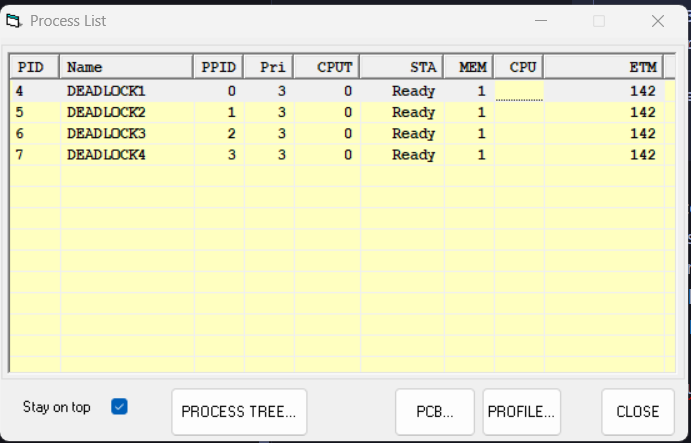 Process List
PID Name PPID Pri CPUT STA MEM CPU ETM
4 DEADLOCK1 0 3 0 Ready 1 142
5 DEADLOCK2 1 3 0 Ready 1 142
6 DEADLOCK3 2 3 0 Ready 1 142
7 DEADLOCK4 3 3 0 Ready 1 142
Stay on top PROCESS TREE... PCB... PROFILE... CLOSE